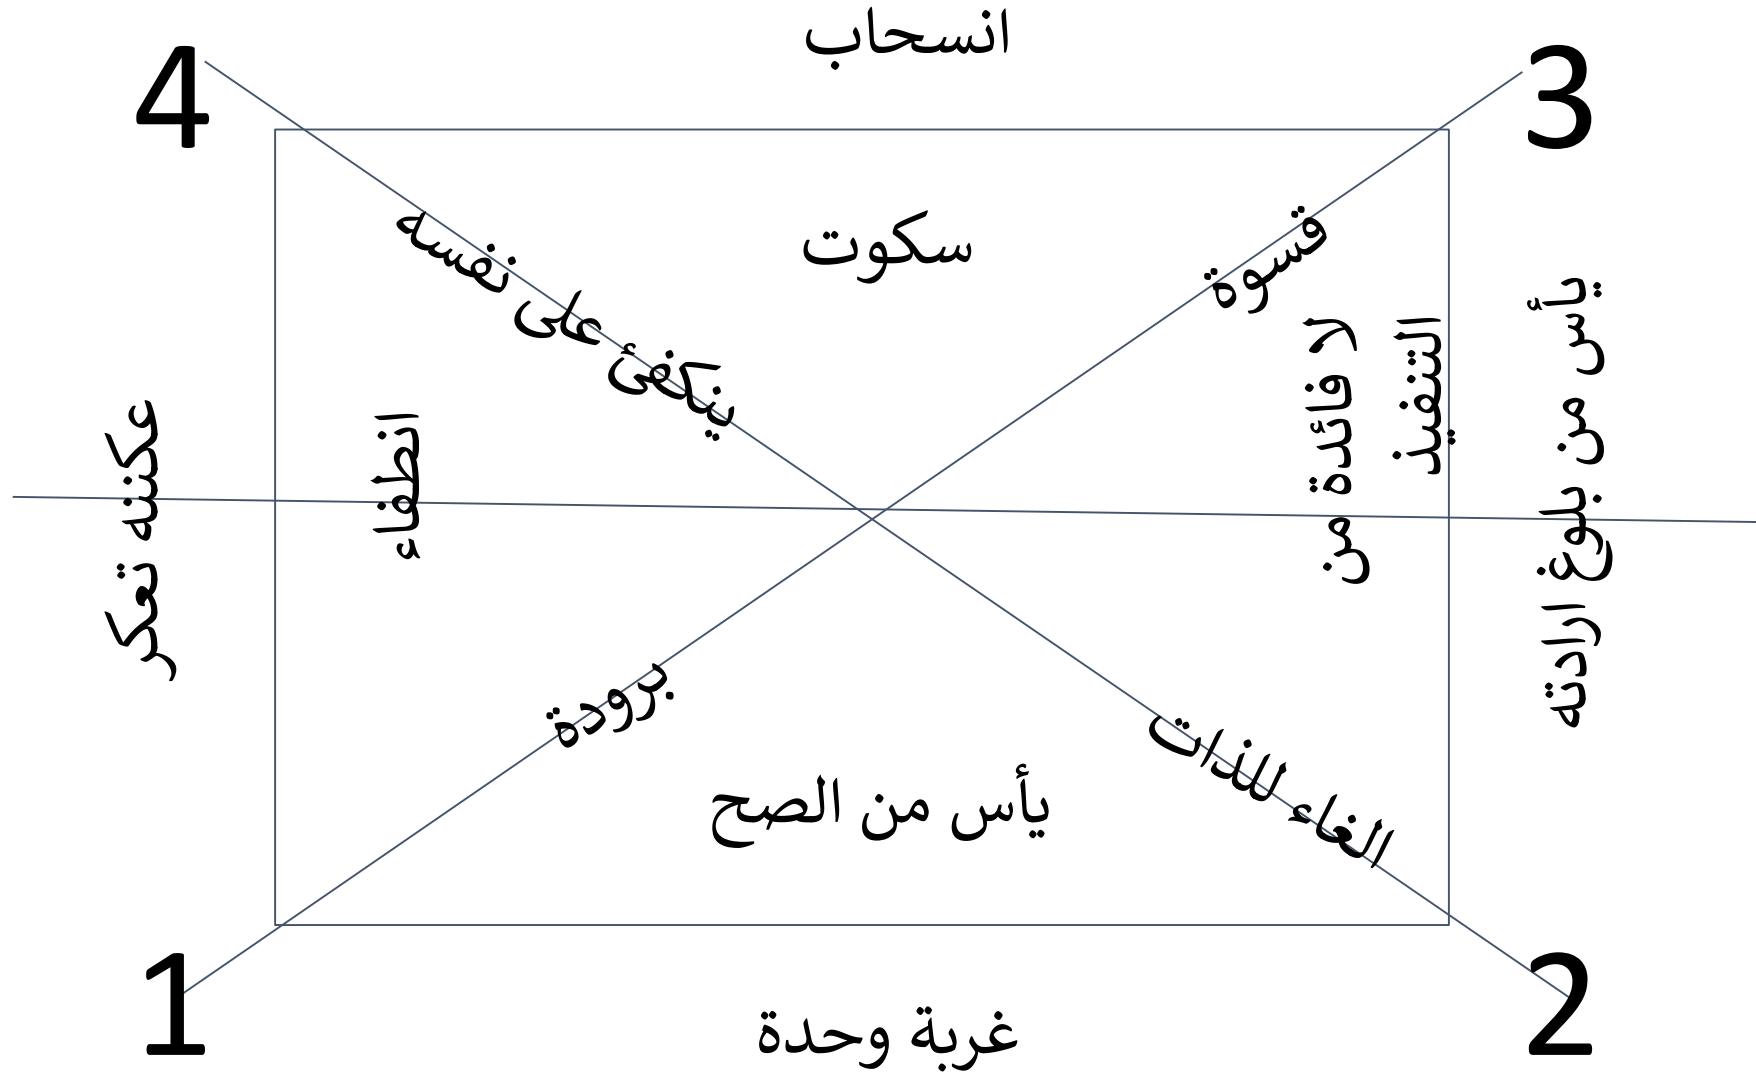 انسحاب
4
3
سكوت
ينكفئ على نفسه
قسوة
عكننه تعكر
انطفاء
لا فائدة من
التنفيذ
يأس من بلوغ ارادته
برودة
الغاء للذات
يأس من الصح
1
2
غربة وحدة